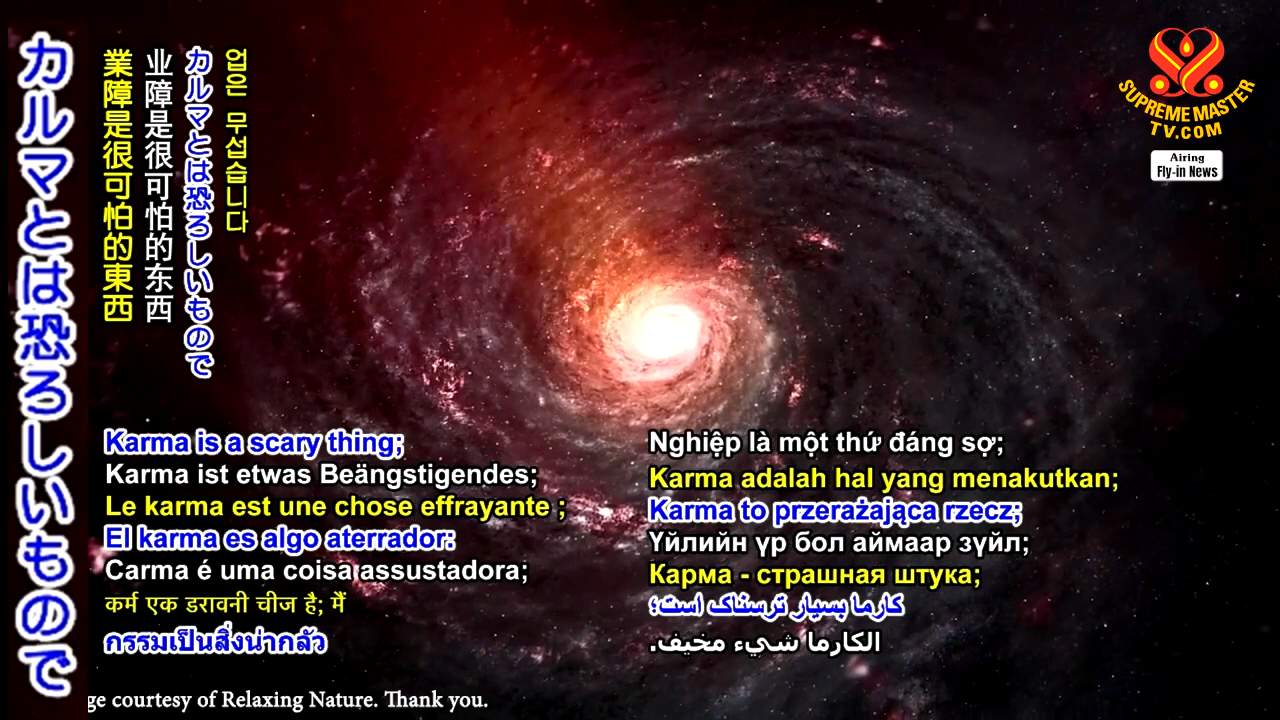 カルマとは恐ろしいもので
業障是很可怕的東西
业障是很可怕的东西
カルマとは恐ろしいもので
업은 무섭습니다
SUPREME MASTER
TV.COM
Airing
Fly-in News
Karma is a scary thing;
Karma ist etwas Beängstigendes;
Le karma est une chose effrayante ;
El karma es algo aterrador:
Carma é uma coisa assustadora;
कर्म एक डरावनी चीज है; मैं
กรรมเป็นสิ่งน่ากลัว
Nghiệp là một thứ đáng sợ;
Karma adalah hal yang menakutkan;
Karma to przerażająca rzecz;
Үйлийн үр бол аймаар зүйл;
Карма - страшная штука;
کارما بسیار ترسناک است؛
الكارما شيء مخيف.
ge courtesy of Relaxing Nature. Thank you.